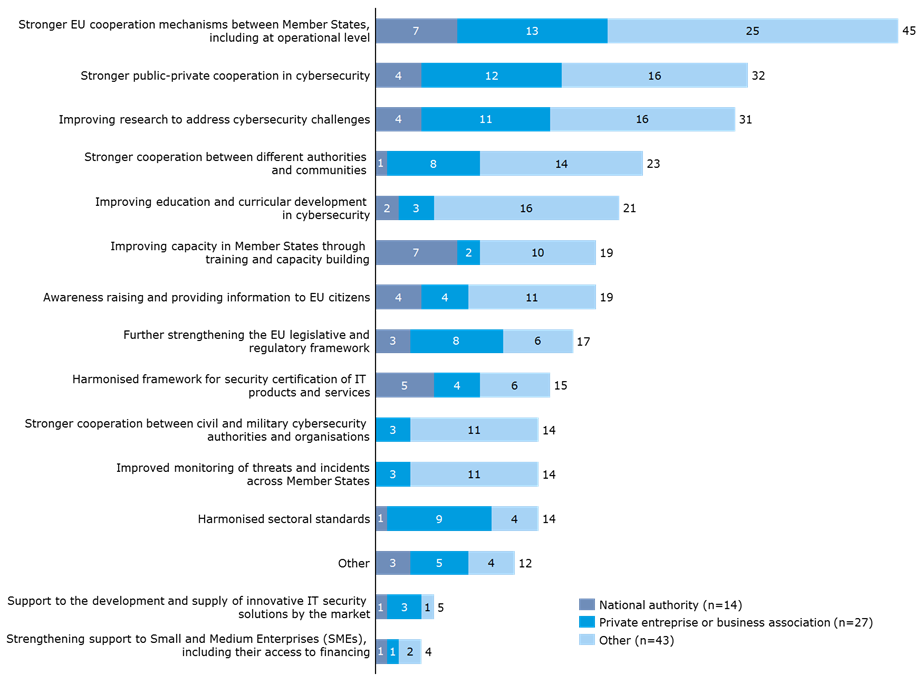 Stronger EU cooperation mechanisms between Member States,
including at operational level
7 13 25 45
Stronger public-private cooperation in cybersecurity
4 12 16 32
Improving research to address cybersecurity challenges
4 11 16 31
Stronger cooperation between different authorities
and communities
1 8 14 23
Improving education and curricular development
in cybersecurity
2 3 16 21
Improving capacity in Member States through
training and capacity building
7 2 10 19
Awareness raising and providing information to EU citizens
4 4 11 19
Further strengthening the EU legislative and
regulatory framework
3 8 6 17
Harmonised framework for security certification of IT
products and services
5 4 6 15
Stronger cooperation between civil and military cybersecurity
authorities and organisations
3 11 14
Improved monitoring of threats and incidents
across Member States
3 11 14
Harmonised sectoral standards
1 9 4 14
Other
3 5 4 12
Support to the development and supply of innovative IT security
solutions by the market
1 3 1 5
Strengthening support to Small and Medium Enterprises (SMEs),
including their access to financing
1 1 2 4
National authority (n=14)
Private entreprise or business association (n=27)
Other (n=43)